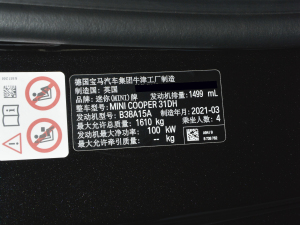 德国宝马汽车集团牛津工厂制造
制造国：英国
品牌：迷你(MINI)牌 发动机排量：1499 mL
整车型号：MINI COOPER 31DH
发动机型号：B38A15A 制造年月：2021-03
最大允许总质量：1610 kg 乘坐人数：4
发动机最大净功率：100 kW
最大允许牵引质量：-- kg